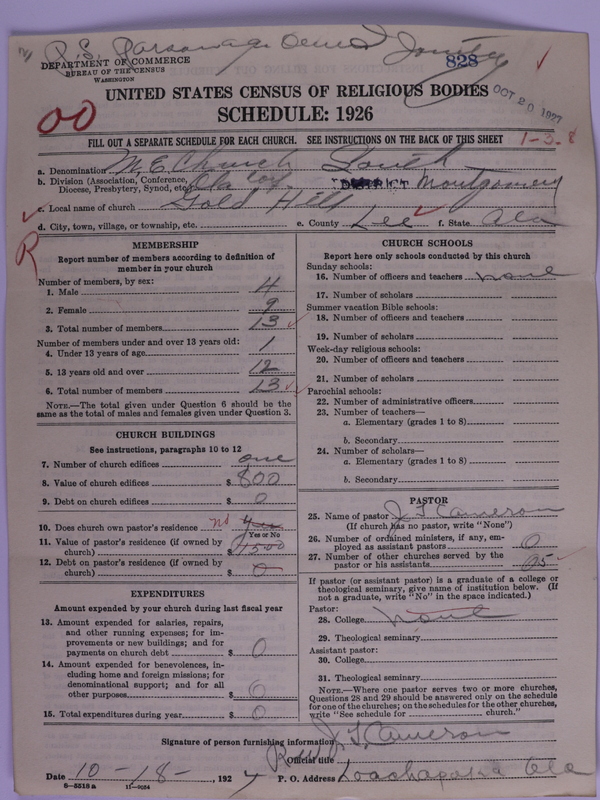 P.S. Parsonage Owned Jointly
828
DEPARTMENT OF COMMERCE
BUREAU OF THE CENSUS
WASHINGTON
OCT 20 1927
UNITED STATES CENSUS OF RELIGIOUS BODIES
SCHEDULE: 1926
00
FILL OUT A SEPARATE SCHEDULE FOR EACH CHURCH. SEE INSTRUCTIONS ON THE BACK OF THIS SHEET
1-3-8
a. Denomination M. E. Church South
b. Division (Association, Conference, Diocese, Presbytery, Synod, etc.) Ala Conf. DISTRICT Montgomery
c. Local name of church Gold Hill
d. City, town, village, or township, etc. e. County Lee f. State Ala
R
MEMBERSHIP
Report number of members according to definition of
member in your church
Number of members, by sex:
1. Male 4
2. Female 9
3. Total number of members 13
Number of members under and over 13 years old:
4. Under 13 years of age 1
5. 13 years old and over 12
6. Total number of members 13
NOTE.—The total given under Question 6 should be
same as the total of males and females given under Question 3.
CHURCH BUILDINGS
See instructions, paragraphs 10 to 12
7. Number of church edifices one
8. Value of church edifices $ 800
9. Debt on church edifices $ 0
10. Does church own pastor's residence no yes
Yes or No
11. Value of pastor's residence (if owned by
church) $ 1500
12. Debt on pastor's residence (if owned by
church) $ 0
EXPENDITURES
Amount expended by your church during last fiscal year
13. Amount expended for salaries, repairs,
and other running expenses; for im-
provements or new buildings; and for
payments on church debt $ 0
14. Amount expended for benevolences, in-
cluding home and foreign missions; for
denominational support; and for all
other purposes $ 0
15. Total expenditures during year $ 0
CHURCH SCHOOLS
Report here only schools conducted by this church
Sunday schools:
16. Number of officers and teachers none
17. Number of scholars
Summer vacation Bible schools:
18. Number of officers and teachers
19. Number of scholars
Week-day religious schools:
20. Number of officers and teachers
21. Number of scholars
Parochial schools:
22. Number of administrative officers
23. Number of teachers—
a. Elementary (grades 1 to 8)
b. Secondary
24. Number of scholars—
a. Elementary (grades 1 to 8)
b. Secondary
PASTOR
25. Name of pastor J. T. Cameron
(If church has no pastor, write "None")
26. Number of ordained ministers, if any, em-
ployed as assistant pastors 0
27. Number of other churches served by the
pastor or his assistants 5
If pastor (or assistant pastor) is a graduate of a college or
theological seminary, give name of institution below. (If
not a graduate, write "No" in the space indicated.)
Pastor:
28. College none
29. Theological seminary
Assistant pastor:
30. College
31. Theological seminary
NOTE.—Where one pastor serves two or more churches,
Questions 28 and 29 should be answered only on the schedule
for one of the churches; on the schedules for the other churches,
write "See schedule for church."
Signature of person furnishing information J. T. Cameron
Official title Rev
Date 10-18-, 1927 P. O. Address Loachapoka Ala
8-5518 a 11-9054